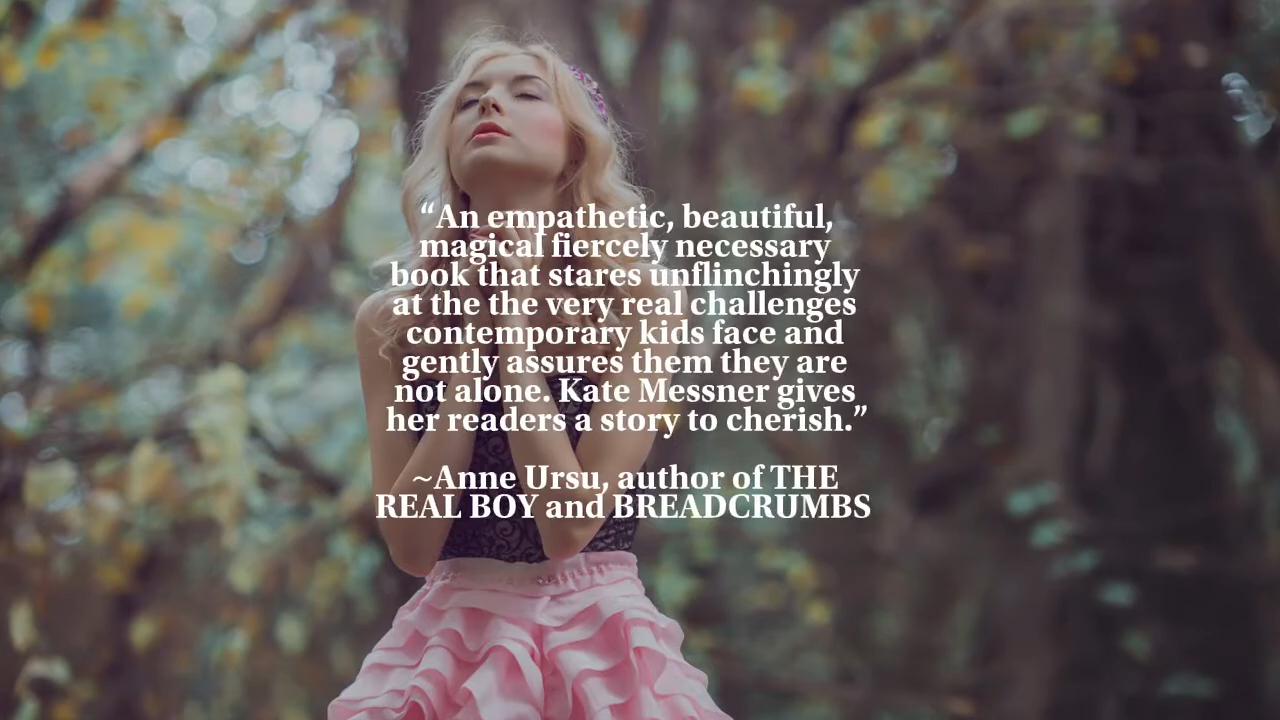 “An empathetic, beautiful,
magical fiercely necessary
book that stares unflinchingly
at the the very real challenges
contemporary kids face and
gently assures them they are
not alone. Kate Messner gives
her readers a story to cherish.”
~Anne Ursu, author of THE
REAL BOY and BREADCRUMBS